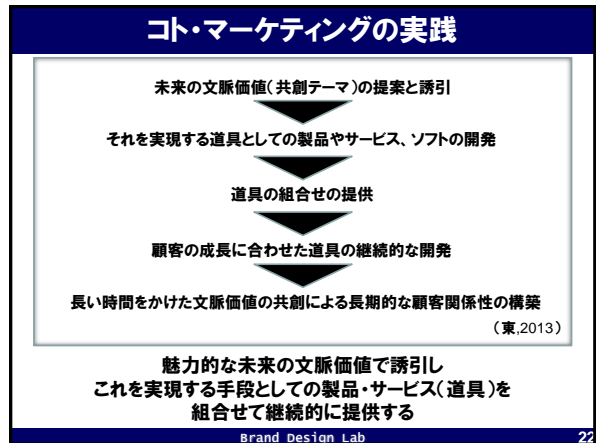 コト・マーケティングの実践
未来の文脈価値（共創テーマ）の提案と誘引
それを実現する道具としての製品やサービス、ソフトの開発
道具の組合せの提供
顧客の成長に合わせた道具の継続的な開発
長い時間をかけた文脈価値の共創による長期的な顧客関係性の構築
（東,2013）
魅力的な未来の文脈価値で誘引し
これを実現する手段としての製品・サービス（道具）を
組合せて継続的に提供する
Brand Design Lab
22